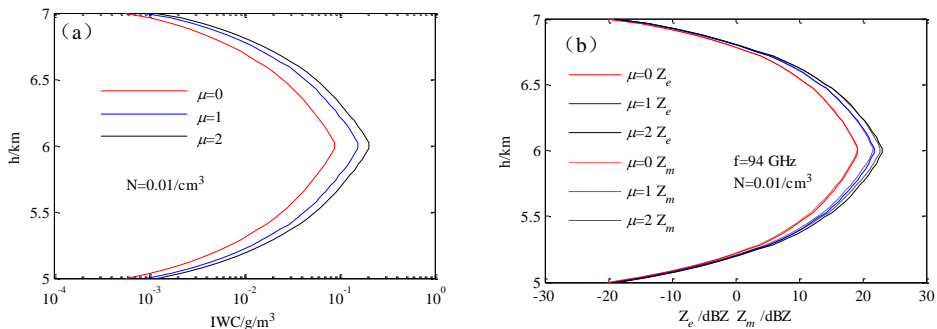 (a)
7
6.5
6
5.5
5
h/km
μ=0
μ=1
μ=2
N=0.01/cm³
10⁻⁴
10⁻³
10⁻²
10⁻¹
10⁰
IWC/g/m³
(b)
7
6.5
6
5.5
5
h/km
μ=0 Zₑ
μ=1 Zₑ
μ=2 Zₑ
μ=0 Zₘ
μ=1 Zₘ
μ=2 Zₘ
f=94 GHz
N=0.01/cm³
-30
-20
-10
0
10
20
30
Zₑ /dBZ Zₘ /dBZ